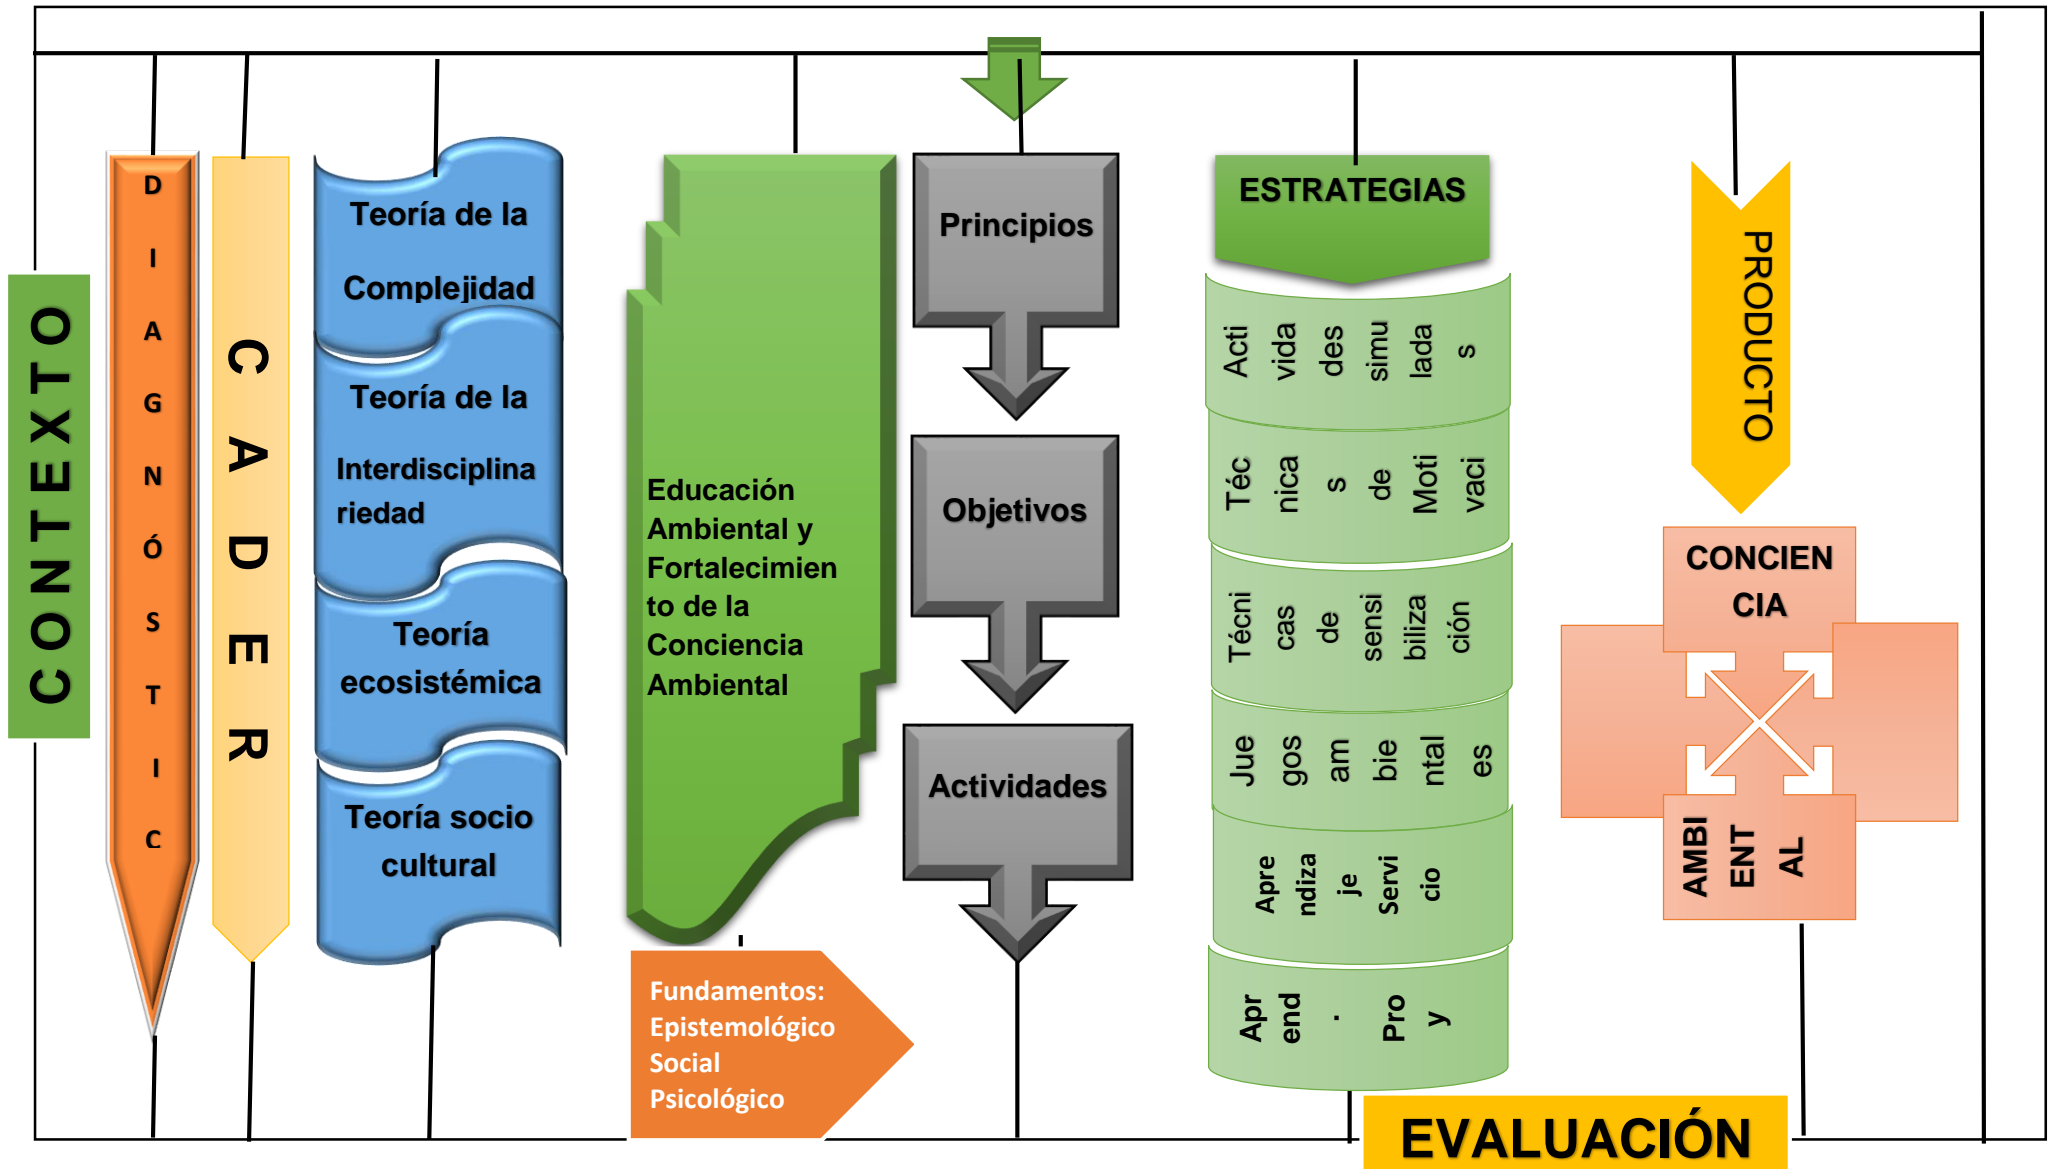 CONTEXTO
DIAGNÓSTIC
CADER
Teoría de la
Complejidad
Teoría de la
Interdisciplina
riedad
Teoría
ecosistémica
Teoría socio
cultural
Educación
Ambiental y
Fortalecimien
to de la
Conciencia
Ambiental
Fundamentos:
Epistemológico
Social
Psicológico
Principios
Objetivos
Actividades
ESTRATEGIAS
Acti
vida
des
simu
lada
s
Téc
nica
s
de
Moti
vaci
Técni
cas
de
sensi
biliza
ción
Jue
gos
am
bie
ntal
es
Apre
ndiza
je
Servi
cio
Apr
end
.
Pro
y
PRODUCTO
CONCIEN
CIA
AMBI
ENT
AL
EVALUACIÓN